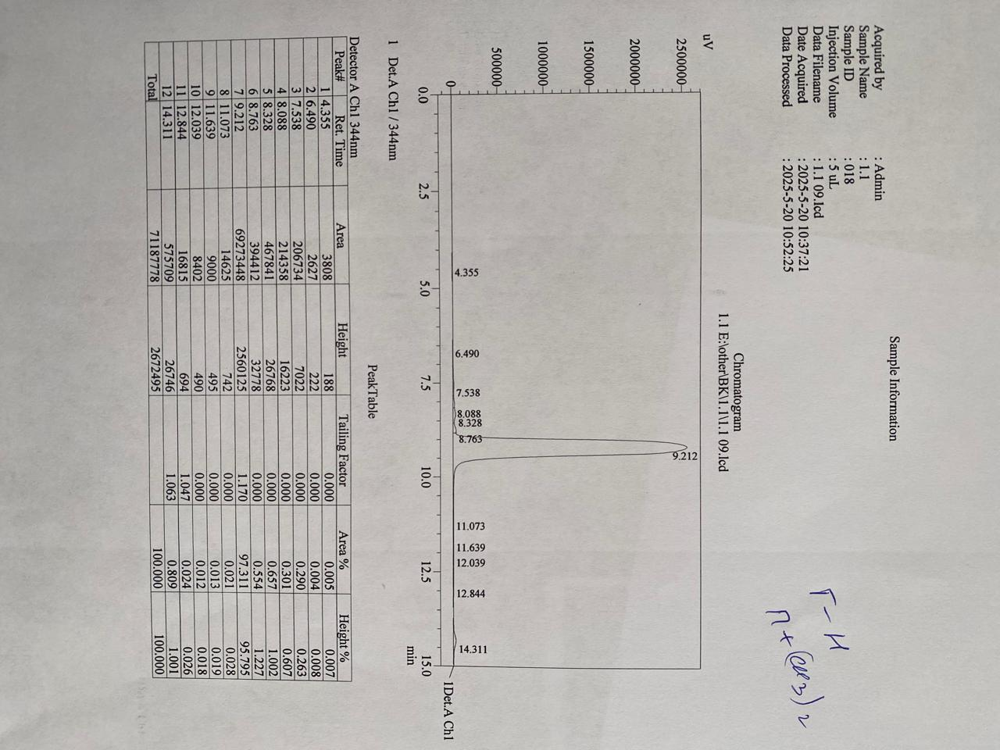 Sample Information
Acquired by : Admin
Sample Name : 1.1
Sample ID : 018
Injection Volume : 5 uL
Data Filename : 1.1 09.lcd
Date Acquired : 2025-5-20 10:37:21
Data Processed : 2025-5-20 10:52:25
Г - Н
Chromatogram
1.1 E:\other\BK\1.1\1.1 09.lcd
uV
2500000
2000000
1500000
1000000
500000
0
9.212
4.355
6.490
7.538
8.088
8.328
8.763
11.073
11.639
12.039
12.844
14.311
1Det.A Ch1
0.0 2.5 5.0 7.5 10.0 12.5 15.0
min
1 Det.A Ch1 / 344nm
PeakTable
Detector A Ch1 344nm
Peak# Ret. Time Area Height Tailing Factor Area % Height %
1 4.355 3808 188 0.000 0.005 0.007
2 6.490 2627 222 0.000 0.004 0.008
3 7.538 206734 7022 0.000 0.290 0.263
4 8.088 214358 16223 0.000 0.301 0.607
5 8.328 467841 26768 0.000 0.657 1.002
6 8.763 394412 32778 0.000 0.554 1.227
7 9.212 69273448 2560125 1.170 97.311 95.795
8 11.073 14625 742 0.000 0.021 0.028
9 11.639 9000 495 0.000 0.013 0.019
10 12.039 8402 490 0.000 0.012 0.018
11 12.844 16815 694 1.047 0.024 0.026
12 14.311 575709 26746 1.063 0.809 1.001
Total 71187778 2672495 100.000 100.000